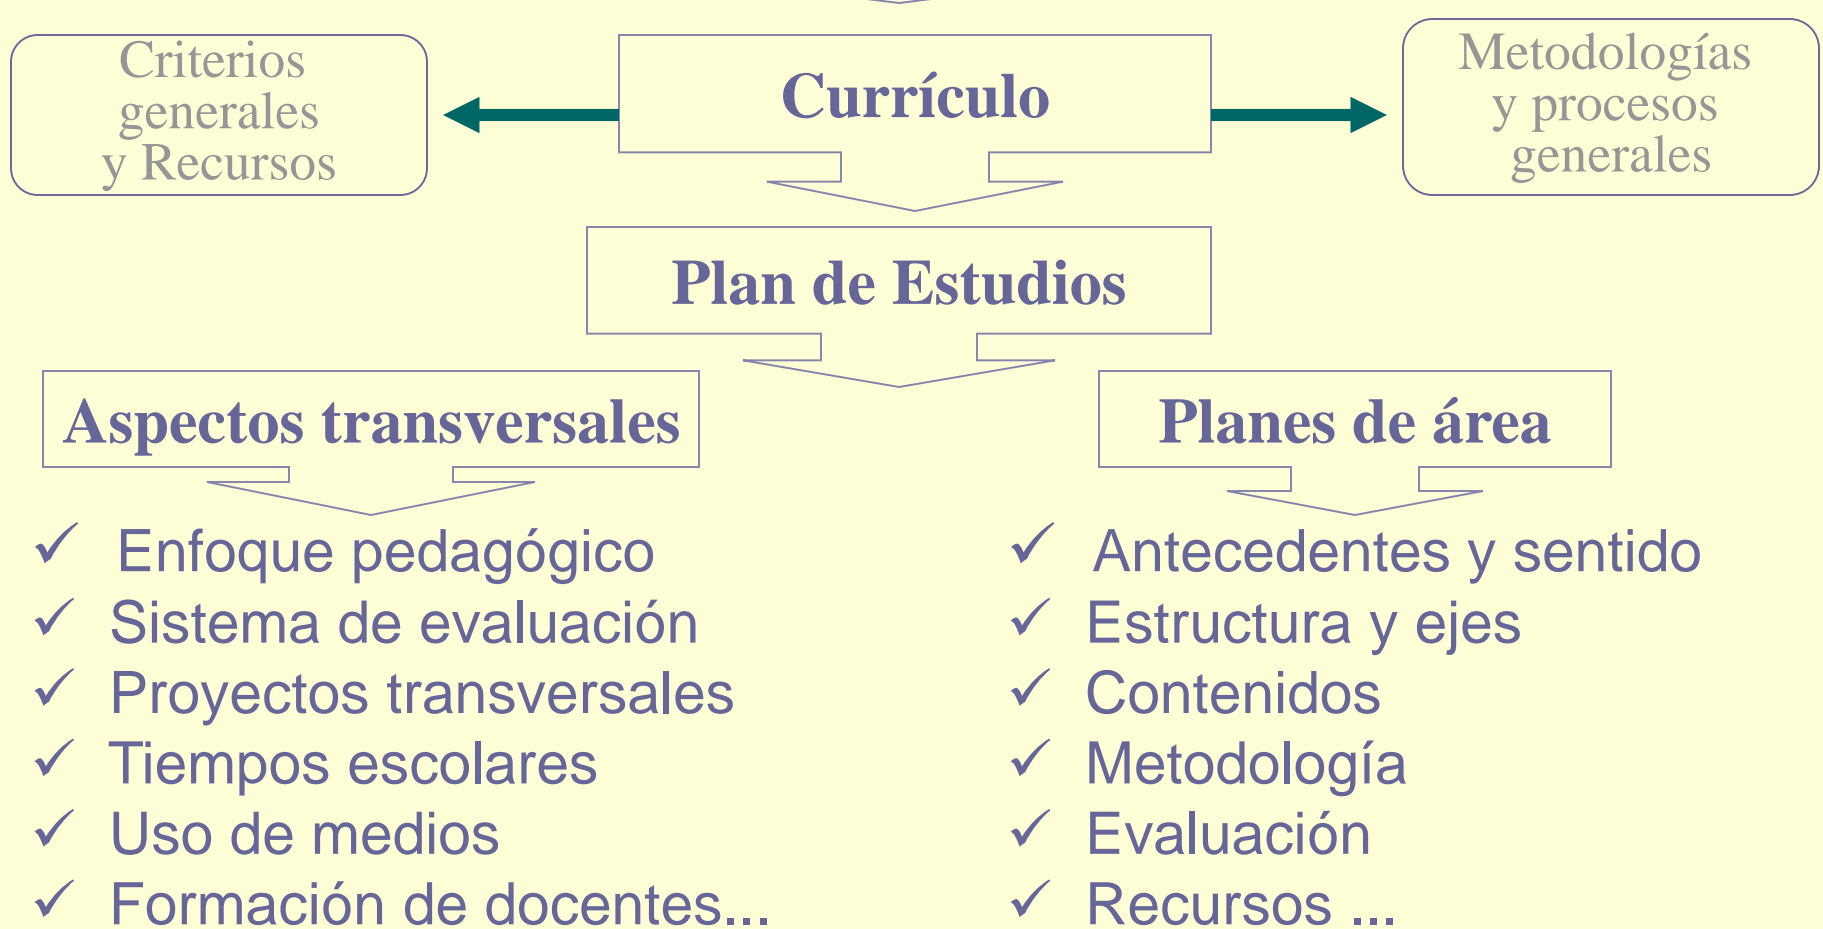 Criterios
generales
y Recursos
Currículo
Metodologías
y procesos
generales
Plan de Estudios
Aspectos transversales
✓ Enfoque pedagógico
✓ Sistema de evaluación
✓ Proyectos transversales
✓ Tiempos escolares
✓ Uso de medios
✓ Formación de docentes...
Planes de área
✓ Antecedentes y sentido
✓ Estructura y ejes
✓ Contenidos
✓ Metodología
✓ Evaluación
✓ Recursos ...